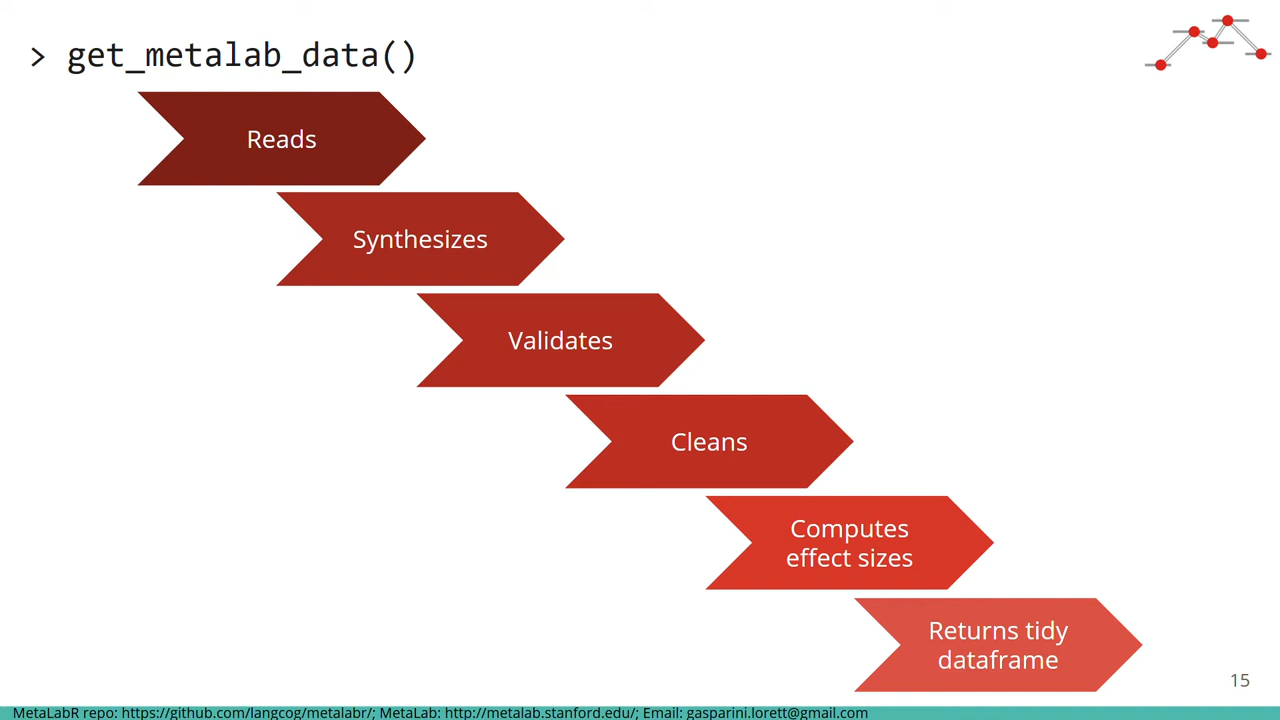 > get_metalab_data()
Reads
Synthesizes
Validates
Cleans
Computes
effect sizes
Returns tidy
dataframe
15
MetaLabR repo: https://github.com/langcog/metalabr/; MetaLab: http://metalab.stanford.edu/; Email: gasparini.lorett@gmail.com